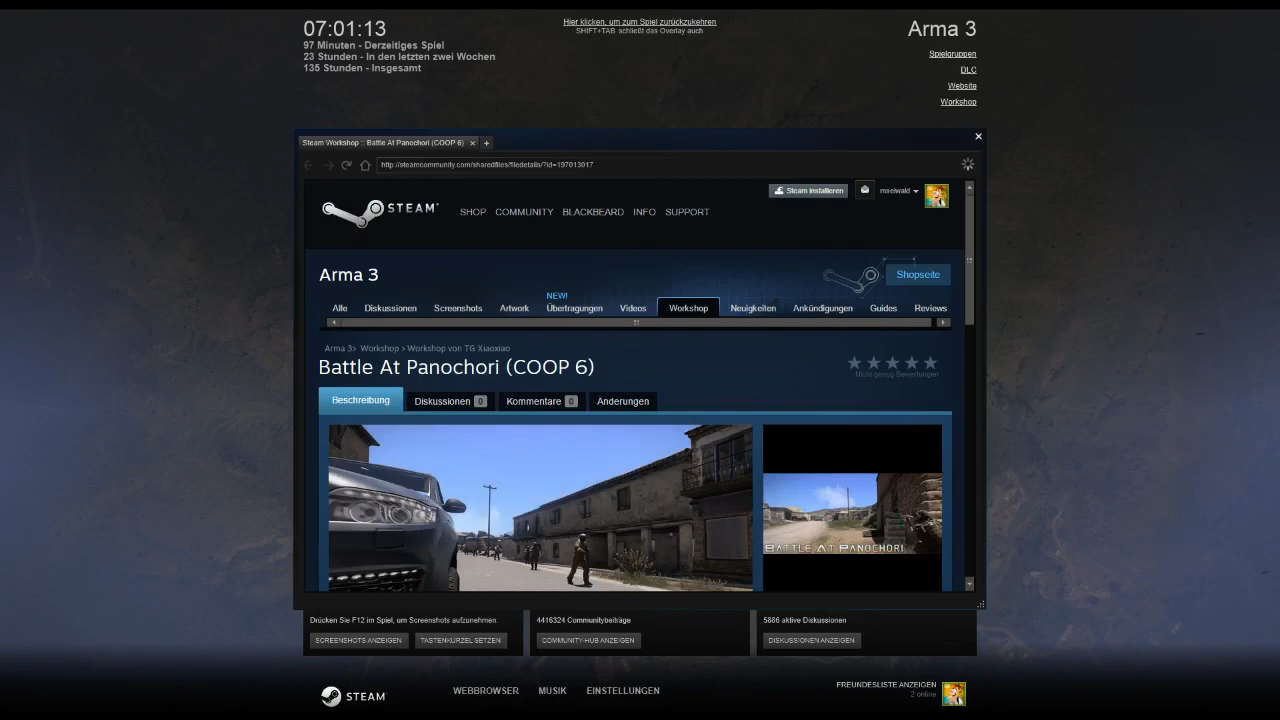 07:01:13
97 Minuten - Derzeitiges Spiel
23 Stunden - In den letzten zwei Wochen
135 Stunden - Insgesamt
Hier klicken, um zum Spiel zurückzukehren
SHIFT+TAB schließt das Overlay auch
Arma 3
Spielgruppen
DLC
Website
Workshop
Steam Workshop :: Battle At Panochori (COOP 6)
http://steamcommunity.com/sharedfiles/filedetails/?id=197013017
Steam installieren
mseiwald
STEAM
SHOP COMMUNITY BLACKBEARD INFO SUPPORT
Arma 3
Shopseite
NEW!
Alle Diskussionen Screenshots Artwork Übertragungen Videos Workshop Neuigkeiten Ankündigungen Guides Reviews
Arma 3> Workshop > Workshop von TG Xiaoxiao
Battle At Panochori (COOP 6)
Nicht genug Bewertungen
Beschreibung Diskussionen 0 Kommentare 0 Änderungen
BATTLE AT PANOCHORI
Drücken Sie F12 im Spiel, um Screenshots aufzunehmen.
SCREENSHOTS ANZEIGEN TASTENKÜRZEL SETZEN
4416324 Communitybeiträge
COMMUNITY-HUB ANZEIGEN
5886 aktive Diskussionen
DISKUSSIONEN ANZEIGEN
STEAM
WEBBROWSER MUSIK EINSTELLUNGEN
FREUNDESLISTE ANZEIGEN
2 online